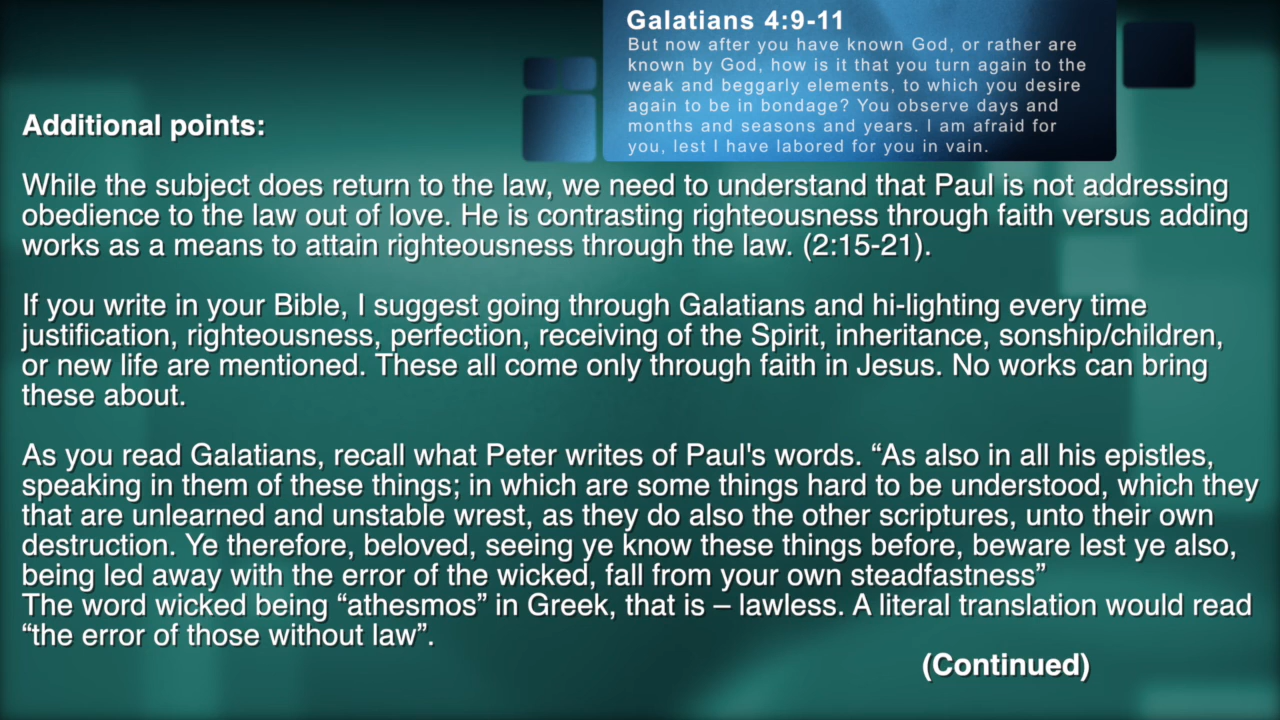 Galatians 4:9-11
But now after you have known God, or rather are
known by God, how is it that you turn again to the
weak and beggarly elements, to which you desire
again to be in bondage? You observe days and
months and seasons and years. I am afraid for
you, lest I have labored for you in vain.
Additional points:
While the subject does return to the law, we need to understand that Paul is not addressing
obedience to the law out of love. He is contrasting righteousness through faith versus adding
works as a means to attain righteousness through the law. (2:15-21).
If you write in your Bible, I suggest going through Galatians and hi-lighting every time
justification, righteousness, perfection, receiving of the Spirit, inheritance, sonship/children,
or new life are mentioned. These all come only through faith in Jesus. No works can bring
these about.
As you read Galatians, recall what Peter writes of Paul's words. “As also in all his epistles,
speaking in them of these things; in which are some things hard to be understood, which they
that are unlearned and unstable wrest, as they do also the other scriptures, unto their own
destruction. Ye therefore, beloved, seeing ye know these things before, beware lest ye also,
being led away with the error of the wicked, fall from your own steadfastness”
The word wicked being “athesmos” in Greek, that is – lawless. A literal translation would read
“the error of those without law”.
(Continued)